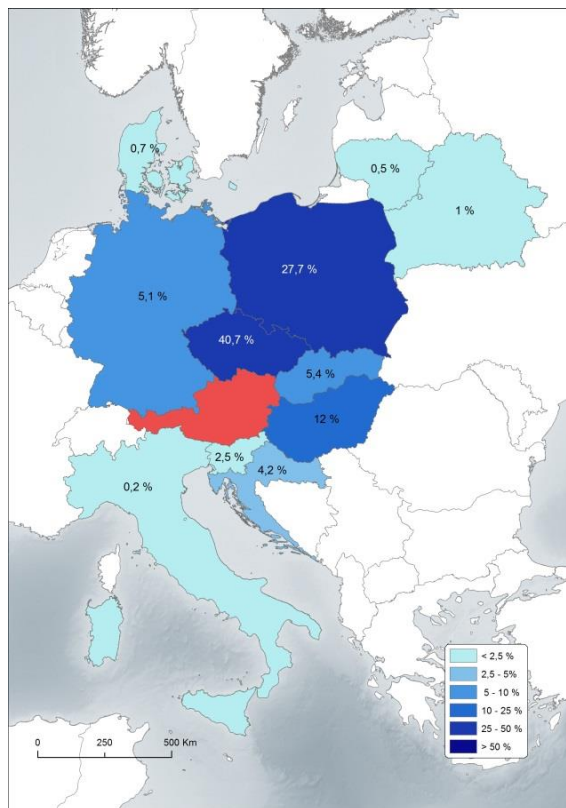 0,7 %
0,5 %
1 %
27,7 %
5,1 %
40,7 %
5,4 %
12 %
2,5 %
4,2 %
0,2 %
< 2,5 %
2,5 - 5%
5 - 10 %
10 - 25 %
25 - 50 %
> 50 %
0 250 500 Km